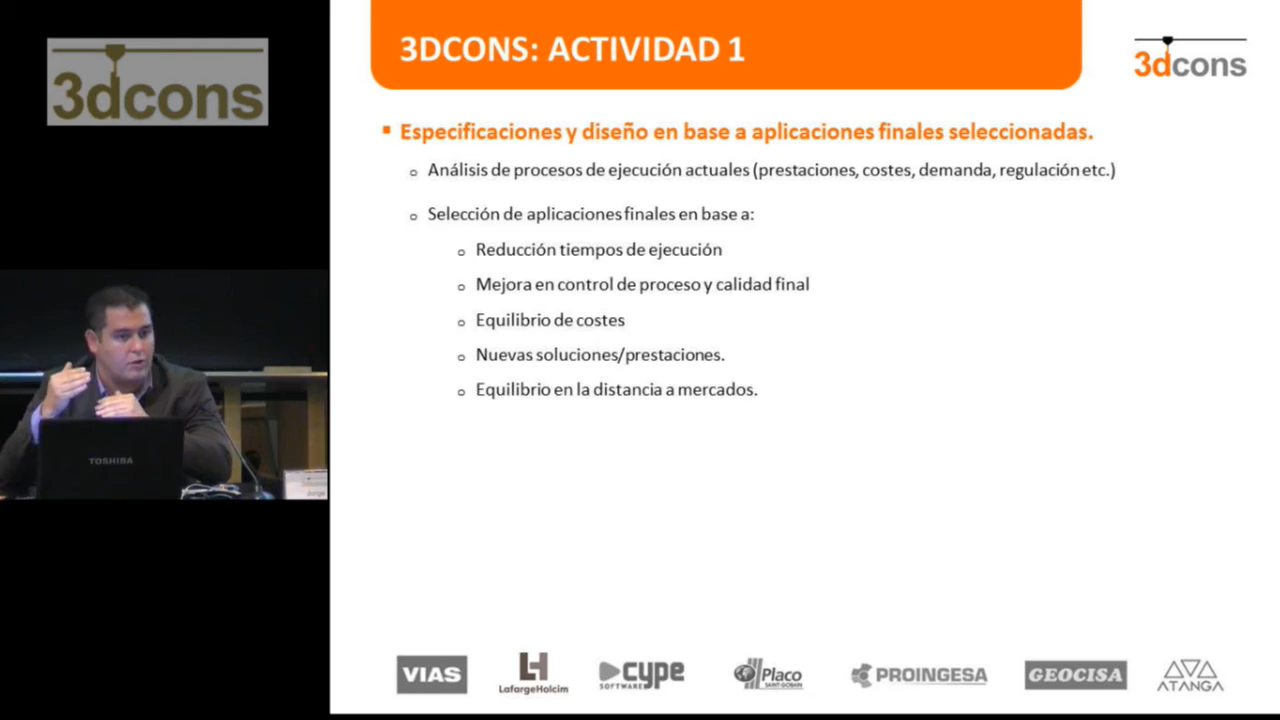 3dcons
3DCONS: ACTIVIDAD 1
3dcons
Especificaciones y diseño en base a aplicaciones finales seleccionadas.
Análisis de procesos de ejecución actuales (prestaciones, costes, demanda, regulación etc.)
Selección de aplicaciones finales en base a:
Reducción tiempos de ejecución
Mejora en control de proceso y calidad final
Equilibrio de costes
Nuevas soluciones/prestaciones.
Equilibrio en la distancia a mercados.
TOSHIBA
Jorge
VIAS
LafargeHolcim
cype
SOFTWARE
Placo
SAINT-GOBAIN
PROINGESA
GEOCISA
ATANGA